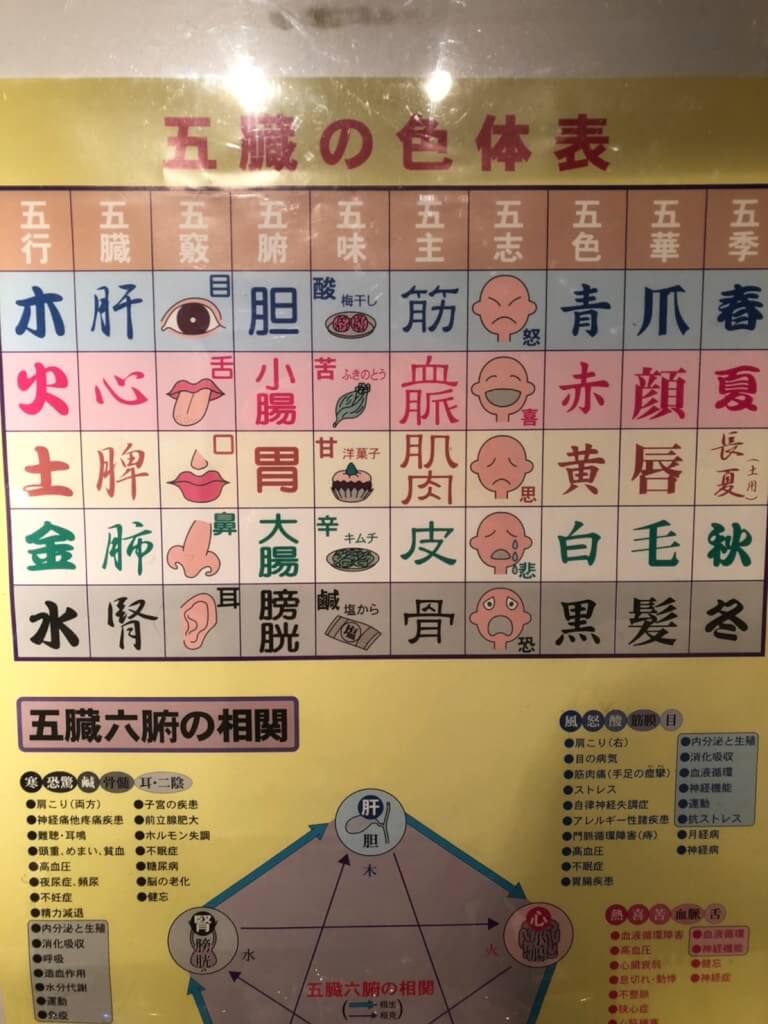 五臓の色体表
五行 五臓 五竅 五腑 五味 五主 五志 五色 五華 五季
木 肝 目 胆 酸 梅干し 筋 怒 青 爪 春
火 心 舌 小腸 苦 ふきのとう 血脈 喜 赤 顔 夏
土 脾 口 胃 甘 洋菓子 肌肉 思 黄 唇 長夏(土用)
金 肺 鼻 大腸 辛 キムチ 皮 悲 白 毛 秋
水 腎 耳 膀胱 鹹 塩から 塩 骨 恐 黒 髪 冬
五臓六腑の相関
寒 恐驚 鹹 骨髄 耳・二陰
●肩こり(両方)
●神経痛他疼痛疾患
●難聴・耳鳴
●頭重、めまい、貧血
●高血圧
●夜尿症、頻尿
●不妊症
●精力減退
●内分泌と生殖
●消化吸収
●呼吸
●造血作用
●水分代謝
●運動
●免疫
●子宮の疾患
●前立腺肥大
●ホルモン失調
●不眠症
●糖尿病
●脳の老化
●健忘
風 怒 酸 筋膜 目
●肩こり(右)
●目の病気
●筋肉痛(手足の痙攣)
●ストレス
●自律神経失調症
●アレルギー性諸疾患
●門脈循環障害(痔)
●高血圧
●不眠症
●胃腸疾患
●内分泌と生殖
●消化吸収
●血液循環
●神経機能
●運動
●抗ストレス
●月経病
●神経病
肝
胆
木
腎
膀胱
水
心
小腸
火
五臓六腑の相関
(相生
相克)
熱 喜 苦 血脈 舌
●血液循環障害
●高血圧
●心臓衰弱
●息切れ・動悸
●不整脈
●狭心症
●血液循環
●神経機能
●健忘
●神経症